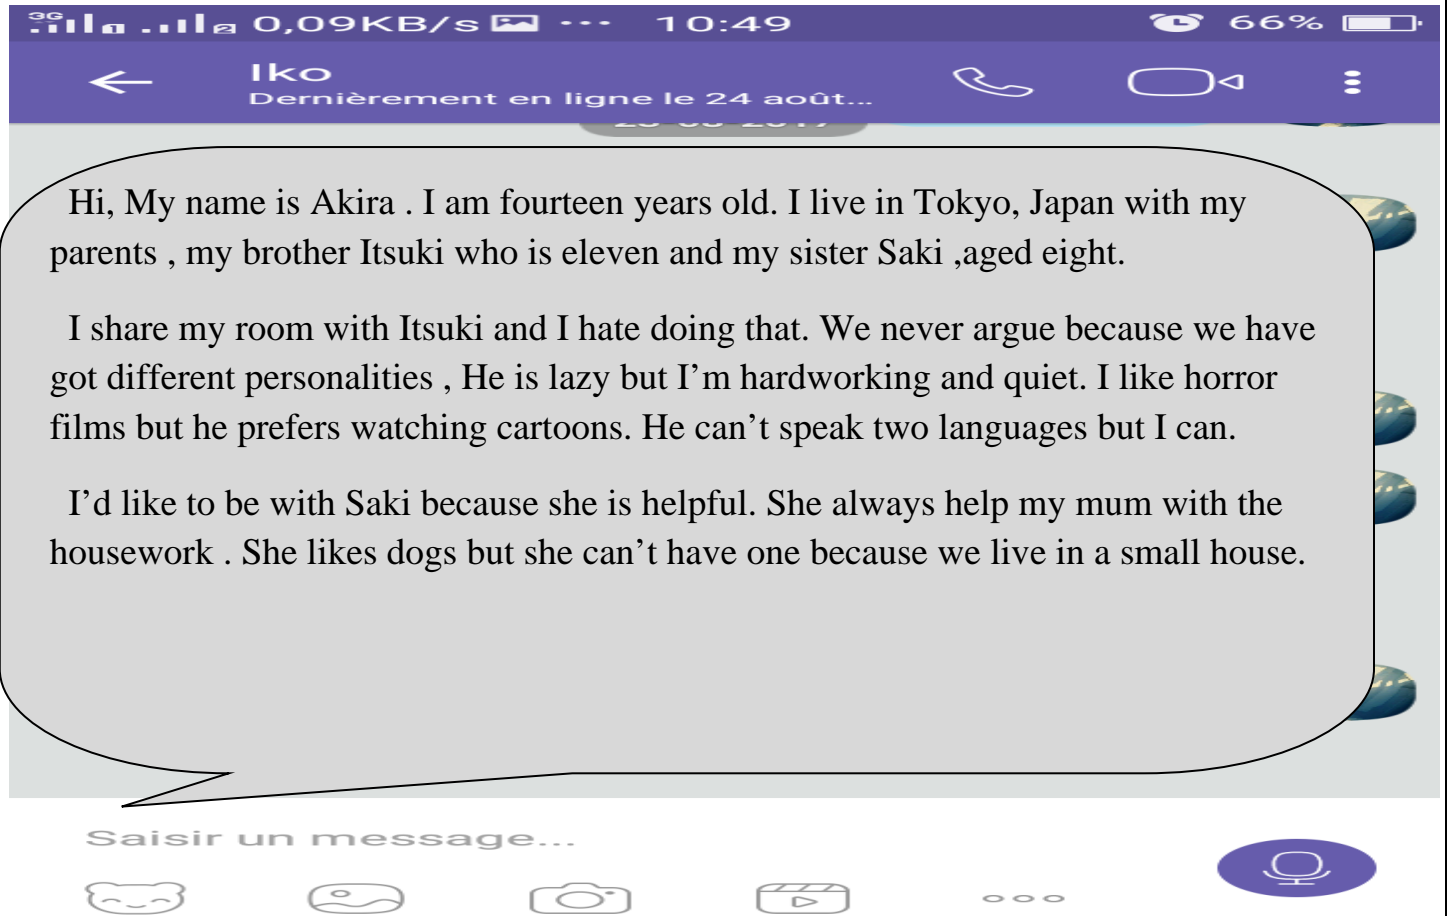 3G 2 0,09KB/s ··· 10:49 66%
Iko
Dernièrement en ligne le 24 août...
Hi, My name is Akira . I am fourteen years old. I live in Tokyo, Japan with my
parents , my brother Itsuki who is eleven and my sister Saki ,aged eight.
I share my room with Itsuki and I hate doing that. We never argue because we have
got different personalities , He is lazy but I’m hardworking and quiet. I like horror
films but he prefers watching cartoons. He can’t speak two languages but I can.
I’d like to be with Saki because she is helpful. She always help my mum with the
housework . She likes dogs but she can’t have one because we live in a small house.
Saisir un message...